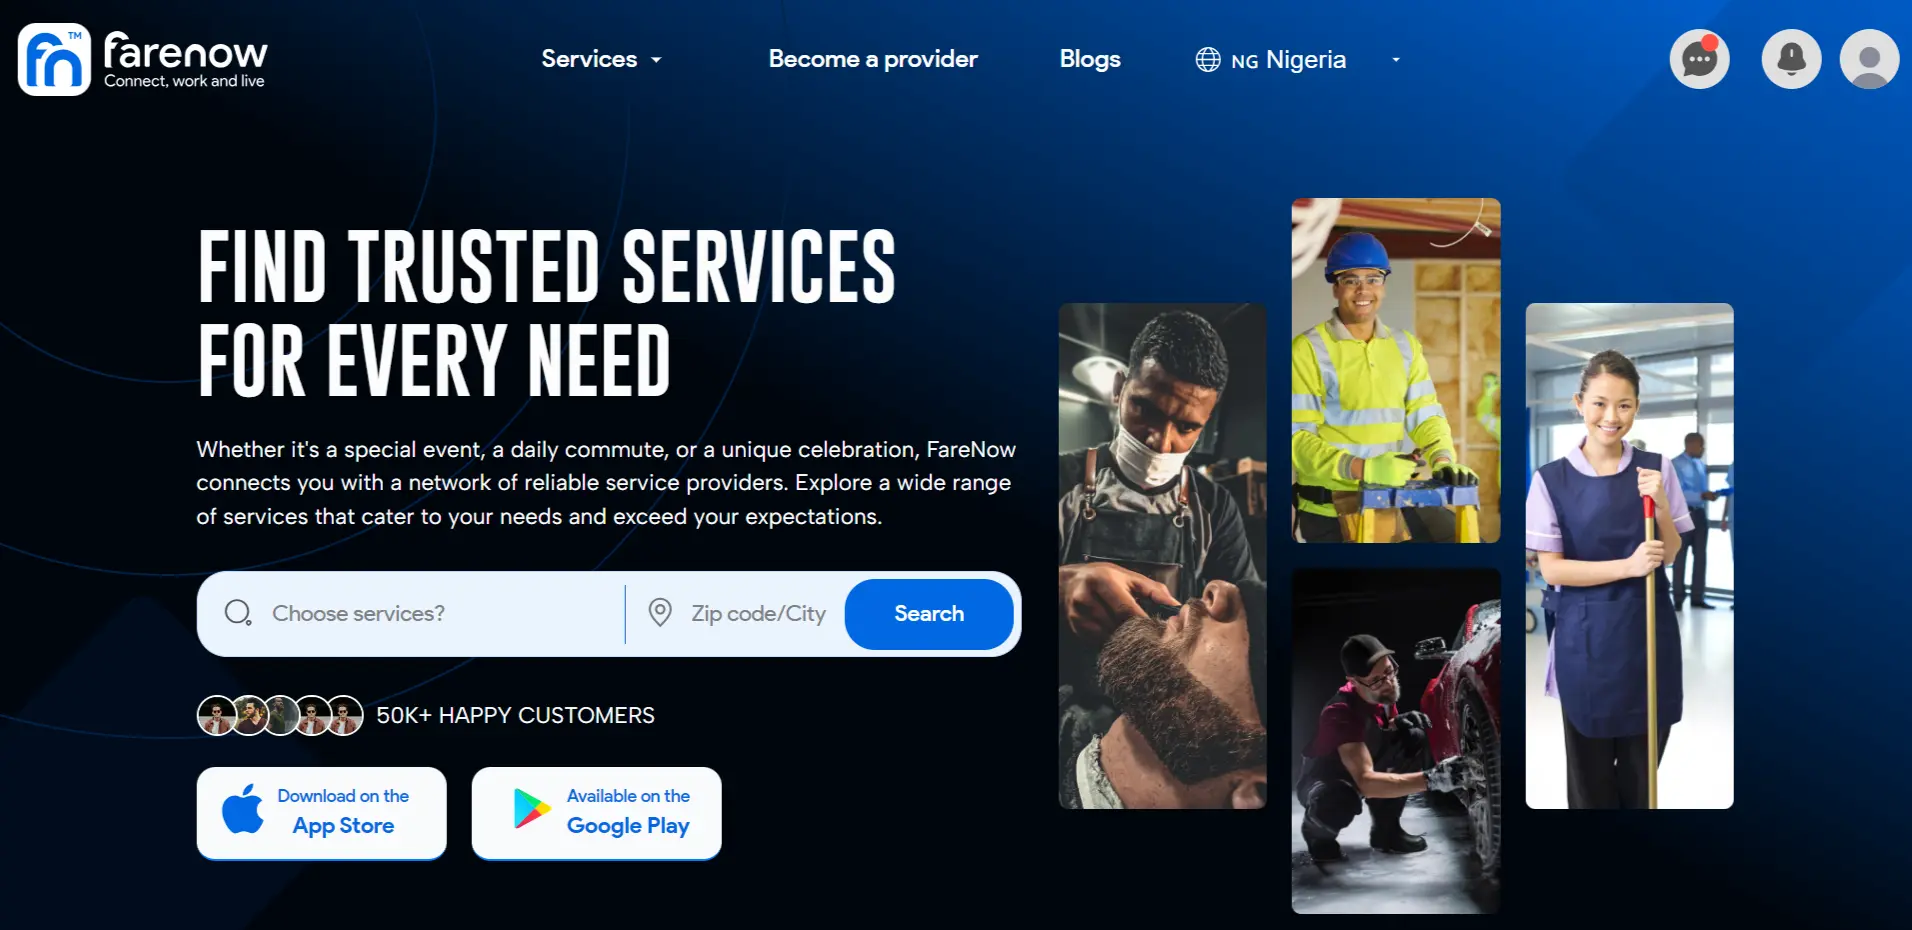 TM
farenow
Connect, work and live
Services
Become a provider
Blogs
NG Nigeria
FIND TRUSTED SERVICES
FOR EVERY NEED
Whether it's a special event, a daily commute, or a unique celebration, FareNow
connects you with a network of reliable service providers. Explore a wide range
of services that cater to your needs and exceed your expectations.
Choose services?
Zip code/City
Search
50K+ HAPPY CUSTOMERS
Download on the
App Store
Available on the
Google Play